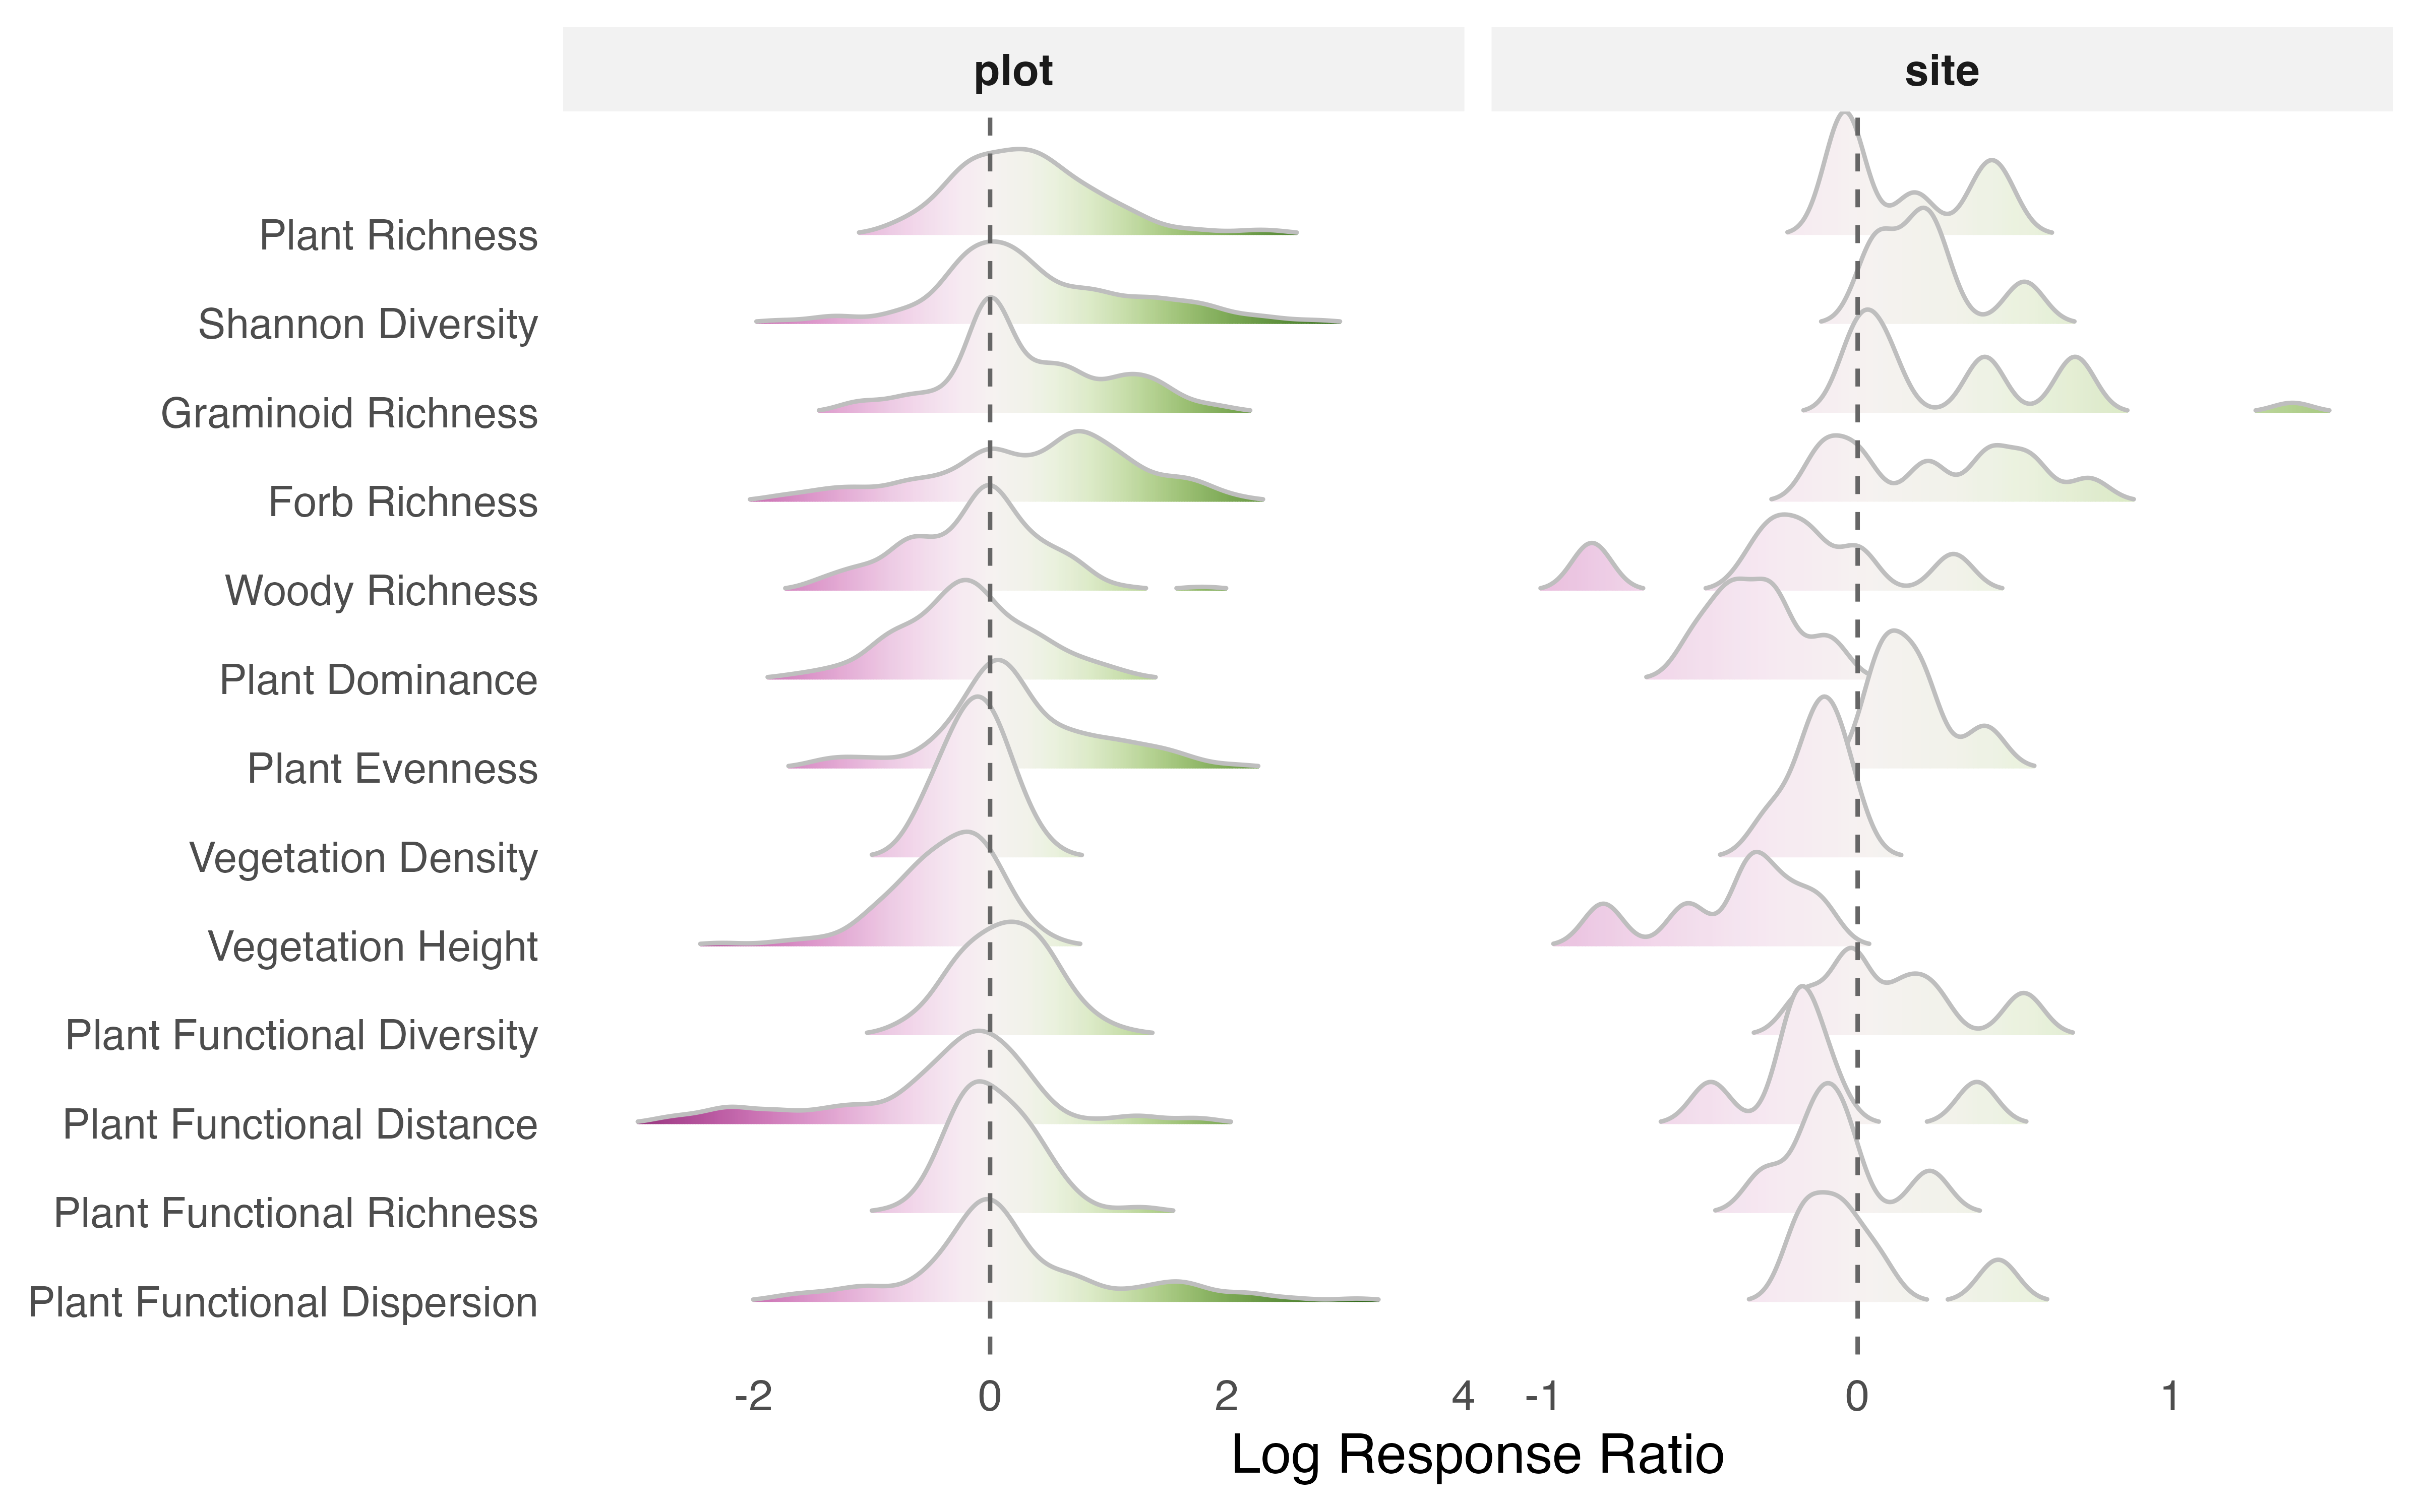 plot
site
Plant Richness
Shannon Diversity
Graminoid Richness
Forb Richness
Woody Richness
Plant Dominance
Plant Evenness
Vegetation Density
Vegetation Height
Plant Functional Diversity
Plant Functional Distance
Plant Functional Richness
Plant Functional Dispersion
-2 0 2 4 -1 0 1
Log Response Ratio